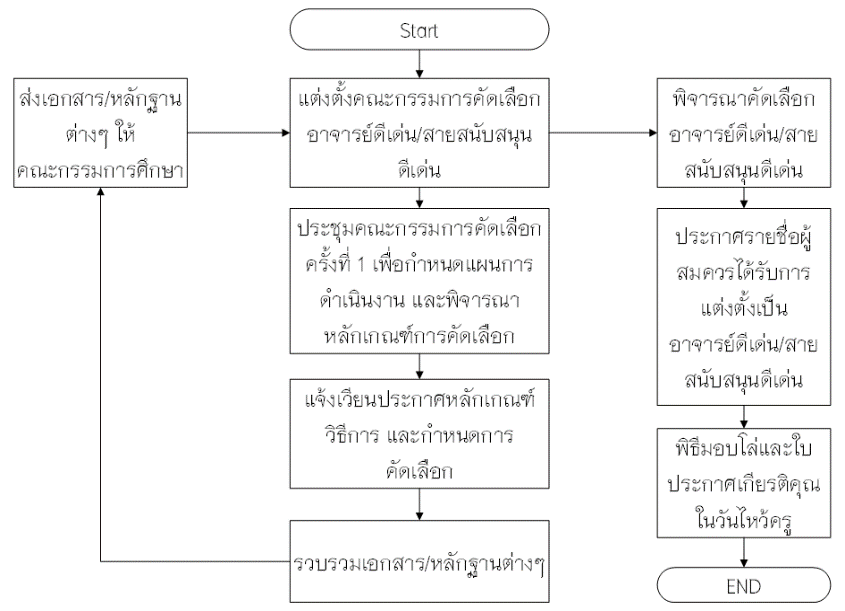 Start
ส่งเอกสาร/หลักฐาน
ต่างๆ ให้
คณะกรรมการศึกษา
แต่งตั้งคณะกรรมการคัดเลือก
อาจารย์ดีเด่น/สายสนับสนุน
ดีเด่น
พิจารณาคัดเลือก
อาจารย์ดีเด่น/สาย
สนับสนุนดีเด่น
ประชุมคณะกรรมการคัดเลือก
ครั้งที่ 1 เพื่อกำหนดแผนการ
ดำเนินงาน และพิจารณา
หลักเกณฑ์การคัดเลือก
ประกาศรายชื่อผู้
สมควรได้รับการ
แต่งตั้งเป็น
อาจารย์ดีเด่น/สาย
สนับสนุนดีเด่น
แจ้งเวียนประกาศหลักเกณฑ์
วิธีการ และกำหนดการ
คัดเลือก
พิธีมอบโล่และใบ
ประกาศเกียรติคุณ
ในวันไหว้ครู
รวบรวมเอกสาร/หลักฐานต่างๆ
END